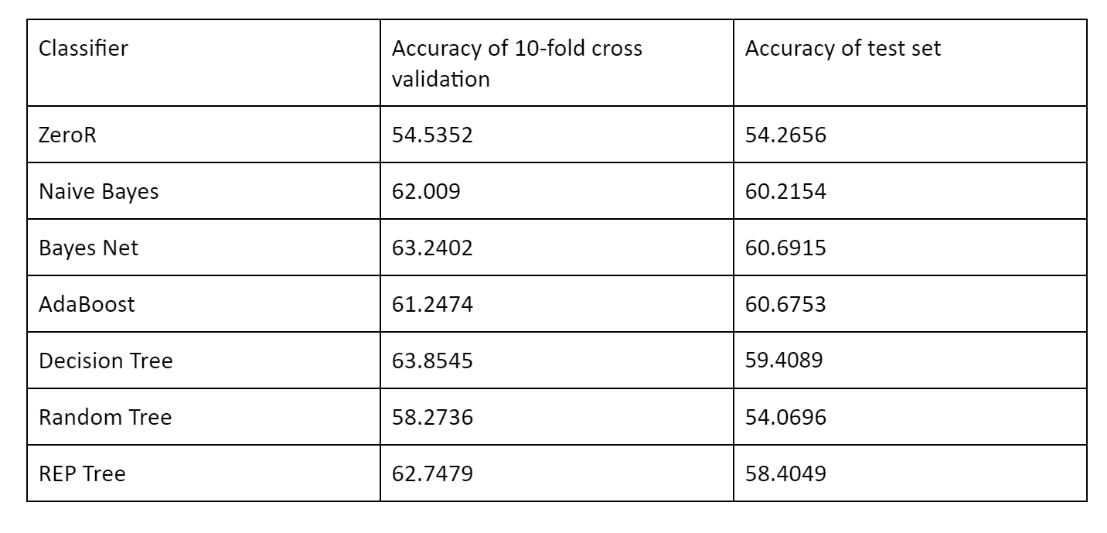 Classifier
Accuracy of 10-fold cross
validation
Accuracy of test set
ZeroR
54.5352
54.2656
Naive Bayes
62.009
60.2154
Bayes Net
63.2402
60.6915
AdaBoost
61.2474
60.6753
Decision Tree
63.8545
59.4089
Random Tree
58.2736
54.0696
REP Tree
62.7479
58.4049